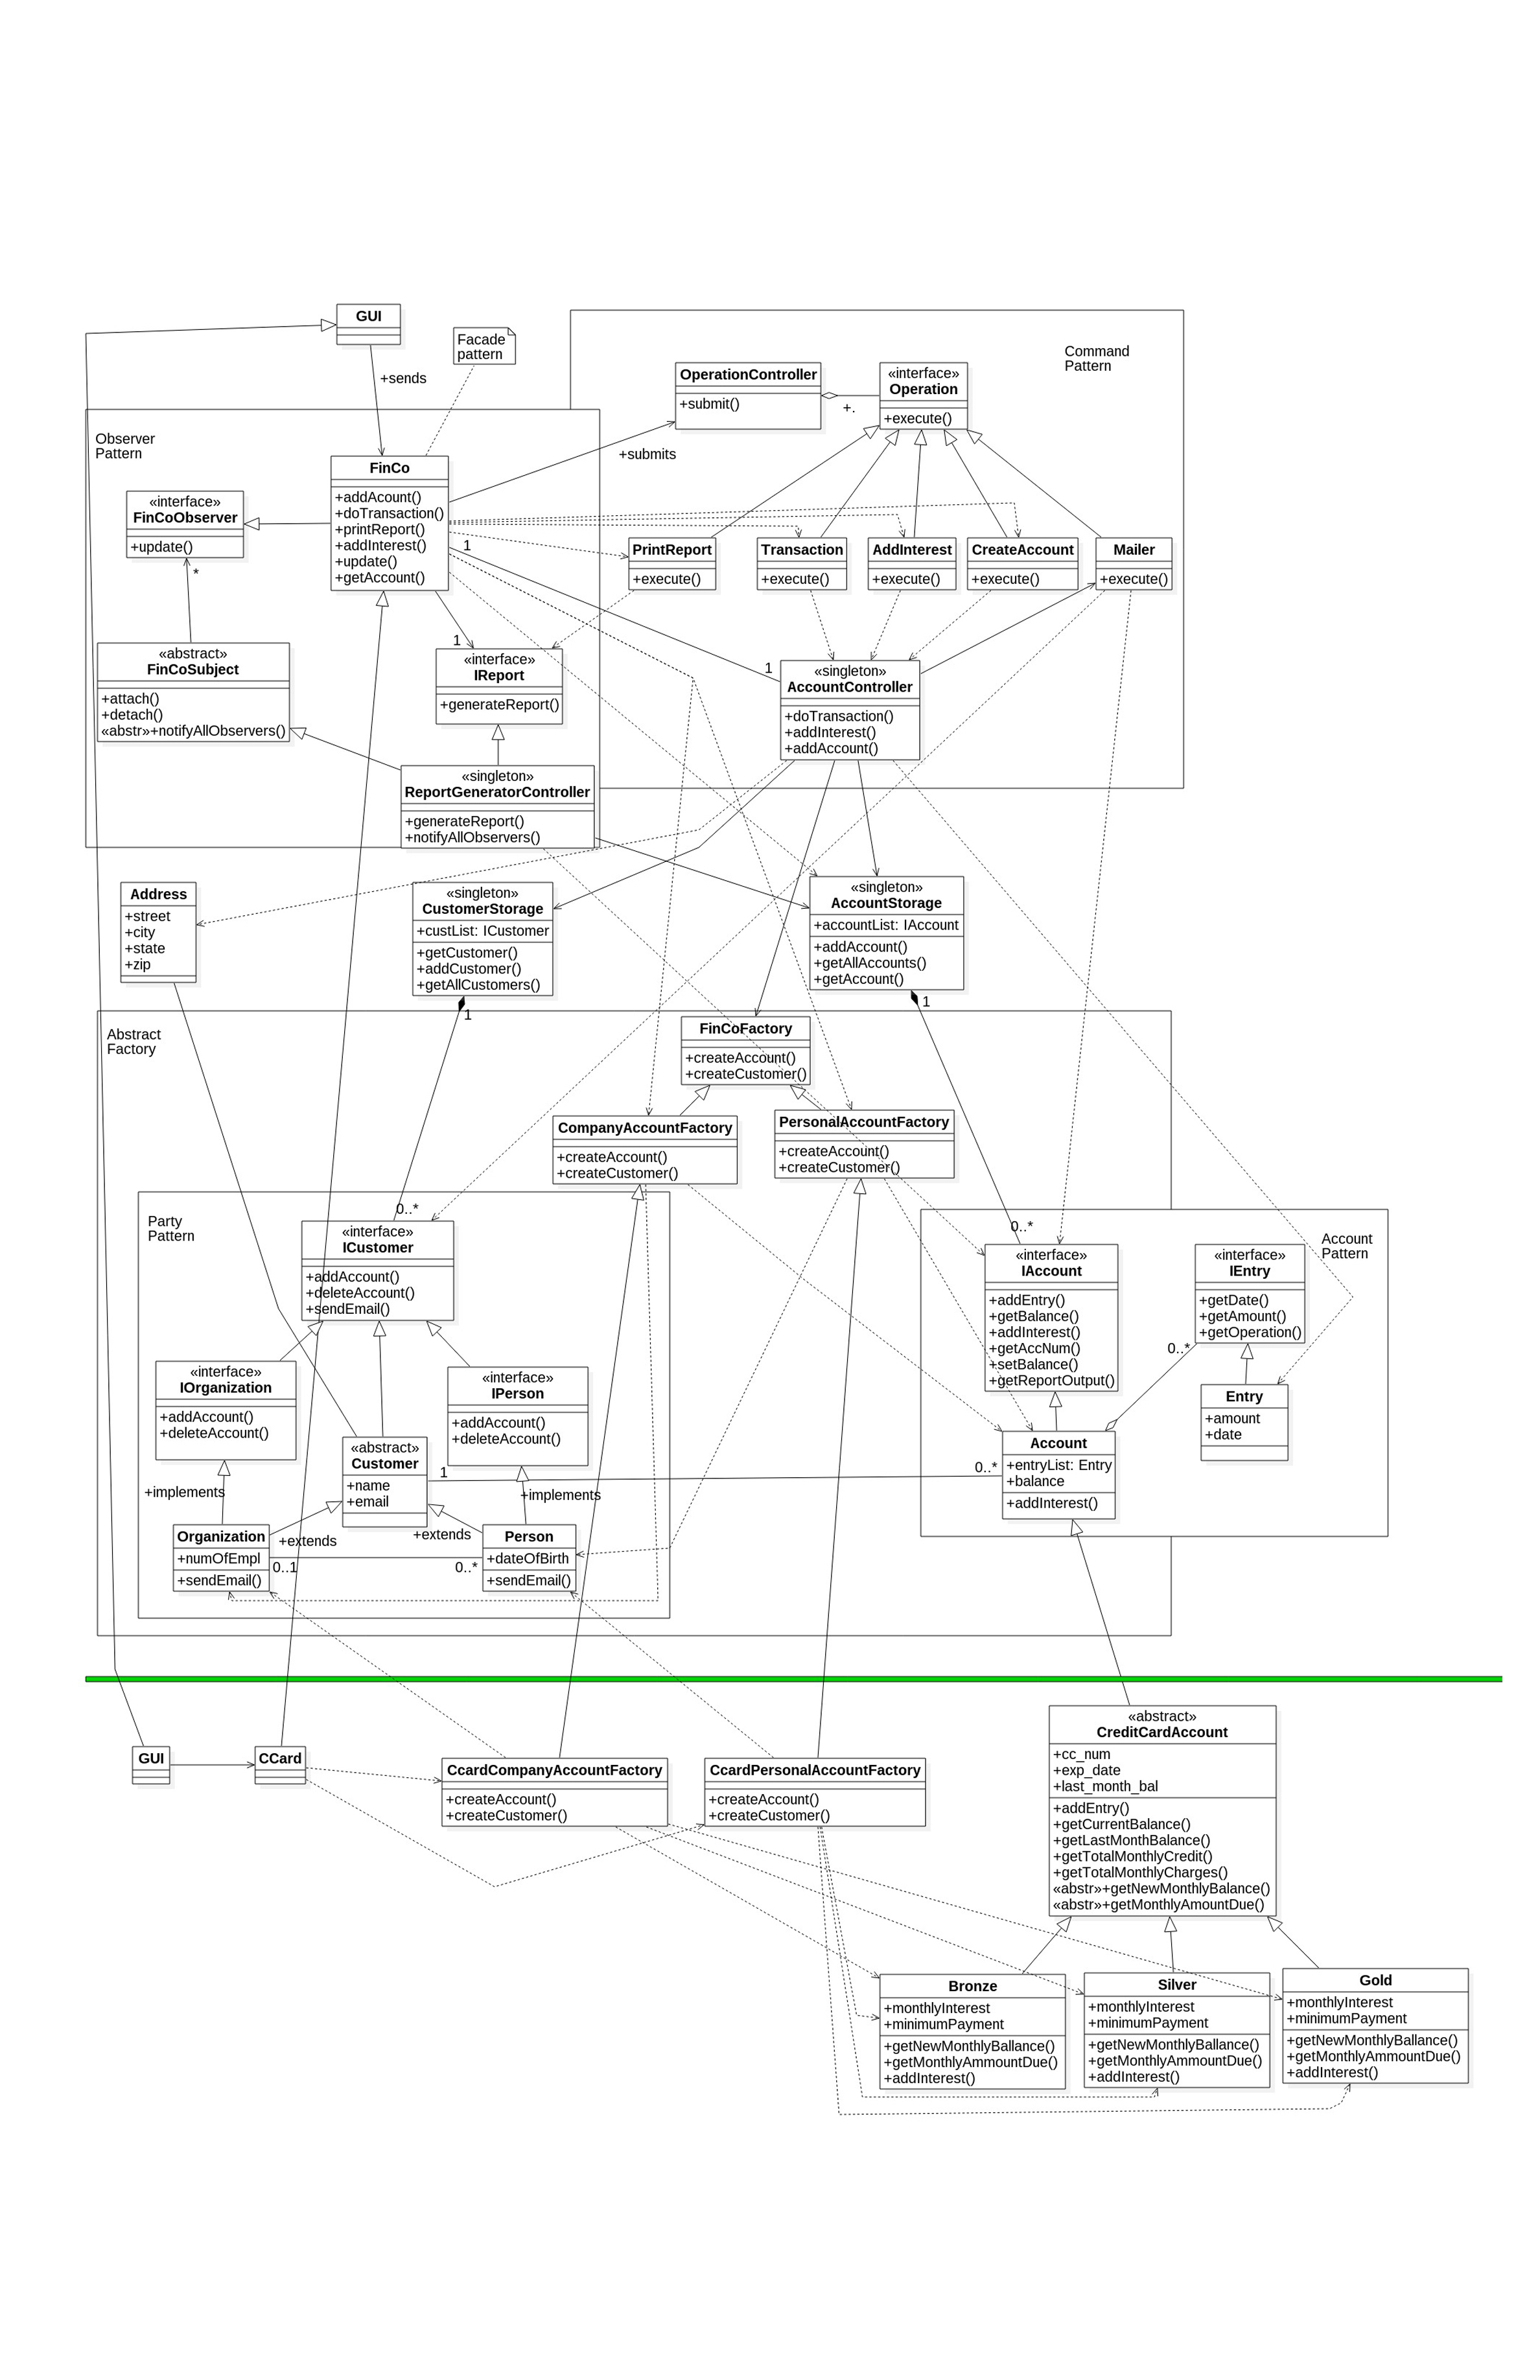 GUI
+sends
Facade
pattern
Command
Pattern
OperationController
+submit()
«interface»
Operation
+execute()
+.
Observer
Pattern
+submits
FinCo
+addAcount()
+doTransaction()
+printReport()
+addInterest()
+update()
+getAccount()
«interface»
FinCoObserver
+update()
*
1
PrintReport
+execute()
Transaction
+execute()
AddInterest
+execute()
CreateAccount
+execute()
Mailer
+execute()
«abstract»
FinCoSubject
+attach()
+detach()
«abstr»+notifyAllObservers()
1
«interface»
IReport
+generateReport()
1
«singleton»
AccountController
+doTransaction()
+addInterest()
+addAccount()
«singleton»
ReportGeneratorController
+generateReport()
+notifyAllObservers()
Address
+street
+city
+state
+zip
«singleton»
CustomerStorage
+custList: ICustomer
+getCustomer()
+addCustomer()
+getAllCustomers()
1
«singleton»
AccountStorage
+accountList: IAccount
+addAccount()
+getAllAccounts()
+getAccount()
1
Abstract
Factory
FinCoFactory
+createAccount()
+createCustomer()
CompanyAccountFactory
+createAccount()
+createCustomer()
PersonalAccountFactory
+createAccount()
+createCustomer()
Party
Pattern
0..*
«interface»
ICustomer
+addAccount()
+deleteAccount()
+sendEmail()
0..*
Account
Pattern
«interface»
IAccount
+addEntry()
+getBalance()
+addInterest()
+getAccNum()
+setBalance()
+getReportOutput()
«interface»
IEntry
+getDate()
+getAmount()
+getOperation()
0..*
«interface»
IOrganization
+addAccount()
+deleteAccount()
«interface»
IPerson
+addAccount()
+deleteAccount()
Entry
+amount
+date
«abstract»
Customer
+name
+email
1
0..*
Account
+entryList: Entry
+balance
+addInterest()
+implements
+implements
+extends
+extends
Organization
+numOfEmpl
+sendEmail()
0..1
0..*
Person
+dateOfBirth
+sendEmail()
GUI
CCard
CcardCompanyAccountFactory
+createAccount()
+createCustomer()
CcardPersonalAccountFactory
+createAccount()
+createCustomer()
«abstract»
CreditCardAccount
+cc_num
+exp_date
+last_month_bal
+addEntry()
+getCurrentBalance()
+getLastMonthBalance()
+getTotalMonthlyCredit()
+getTotalMonthlyCharges()
«abstr»+getNewMonthlyBalance()
«abstr»+getMonthlyAmountDue()
Bronze
+monthlyInterest
+minimumPayment
+getNewMonthlyBallance()
+getMonthlyAmmountDue()
+addInterest()
Silver
+monthlyInterest
+minimumPayment
+getNewMonthlyBallance()
+getMonthlyAmmountDue()
+addInterest()
Gold
+monthlyInterest
+minimumPayment
+getNewMonthlyBallance()
+getMonthlyAmmountDue()
+addInterest()